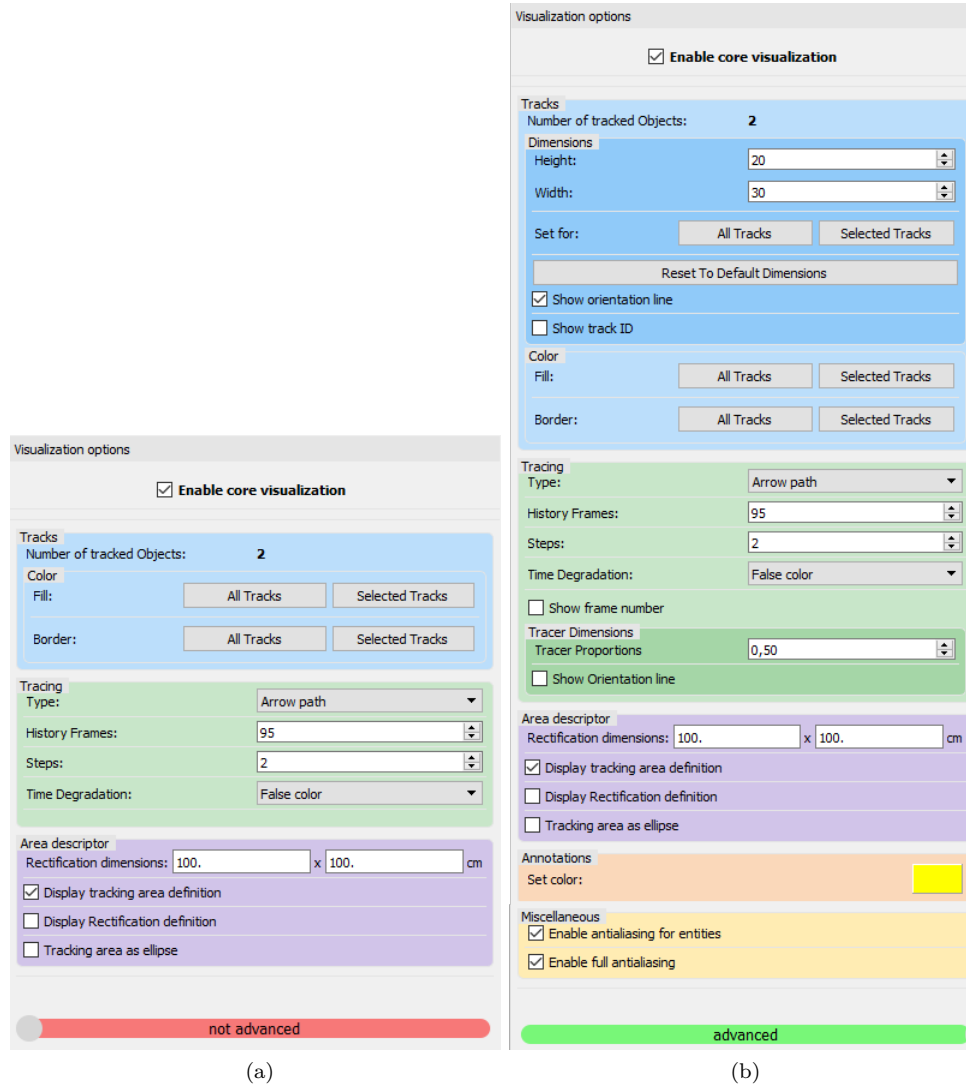 Visualization options
Enable core visualization
Tracks
Number of tracked Objects: 2
Color
Fill: All Tracks Selected Tracks
Border: All Tracks Selected Tracks
Tracing
Type: Arrow path
History Frames: 95
Steps: 2
Time Degradation: False color
Area descriptor
Rectification dimensions: 100. x 100. cm
Display tracking area definition
Display Rectification definition
Tracking area as ellipse
not advanced
(a)
Visualization options
Enable core visualization
Tracks
Number of tracked Objects: 2
Dimensions
Height: 20
Width: 30
Set for: All Tracks Selected Tracks
Reset To Default Dimensions
Show orientation line
Show track ID
Color
Fill: All Tracks Selected Tracks
Border: All Tracks Selected Tracks
Tracing
Type: Arrow path
History Frames: 95
Steps: 2
Time Degradation: False color
Show frame number
Tracer Dimensions
Tracer Proportions 0,50
Show Orientation line
Area descriptor
Rectification dimensions: 100. x 100. cm
Display tracking area definition
Display Rectification definition
Tracking area as ellipse
Annotations
Set color:
Miscellaneous
Enable antialiasing for entities
Enable full antialiasing
advanced
(b)